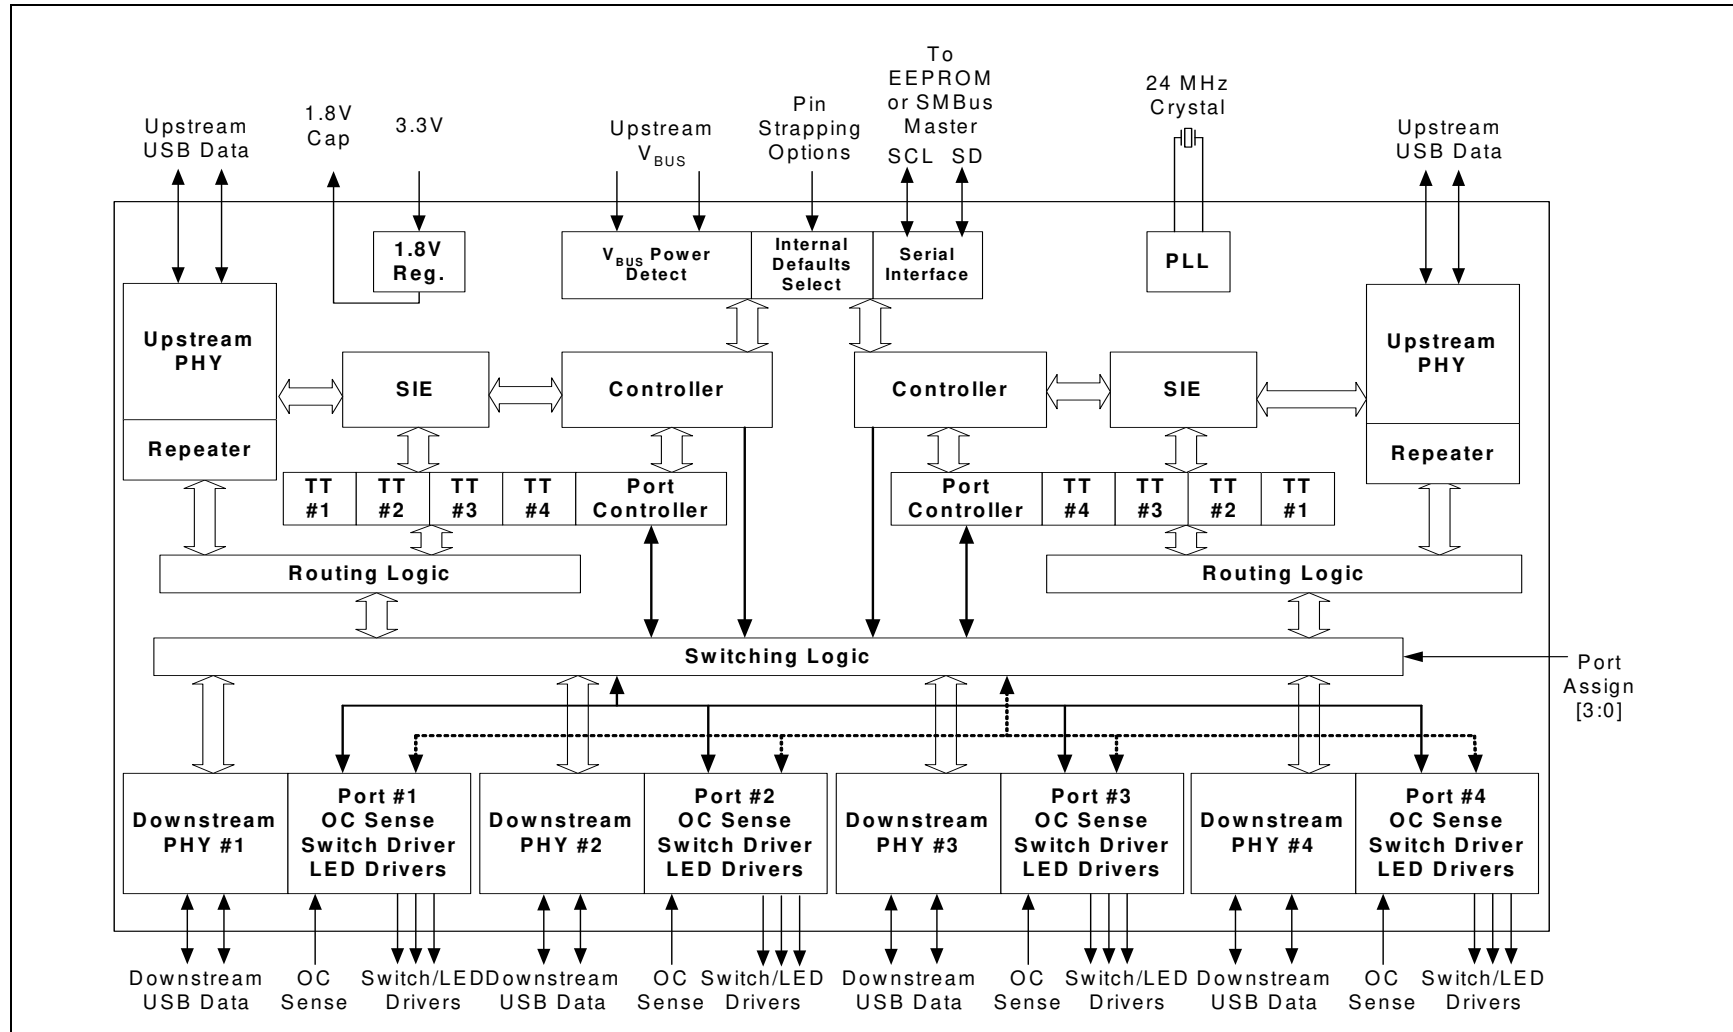 To
EEPROM
or SMBus
Master
SCL SD
24 MHz
Crystal
Upstream
USB Data
1.8V
Cap
3.3V
Upstream
VBUS
Pin
Strapping
Options
Upstream
USB Data
1.8V
Reg.
VBUS Power
Detect
Internal
Defaults
Select
Serial
Interface
PLL
Upstream
PHY
Repeater
SIE
Controller
Controller
SIE
Upstream
PHY
Repeater
TT
#1
TT
#2
TT
#3
TT
#4
Port
Controller
Port
Controller
TT
#4
TT
#3
TT
#2
TT
#1
Routing Logic
Routing Logic
Switching Logic
Port
Assign
[3:0]
Downstream
PHY #1
Port #1
OC Sense
Switch Driver
LED Drivers
Downstream
PHY #2
Port #2
OC Sense
Switch Driver
LED Drivers
Downstream
PHY #3
Port #3
OC Sense
Switch Driver
LED Drivers
Downstream
PHY #4
Port #4
OC Sense
Switch Driver
LED Drivers
Downstream
USB Data
OC
Sense
Switch/LED
Drivers
Downstream
USB Data
OC
Sense
Switch/LED
Drivers
Downstream
USB Data
OC
Sense
Switch/LED
Drivers
Downstream
USB Data
OC
Sense
Switch/LED
Drivers